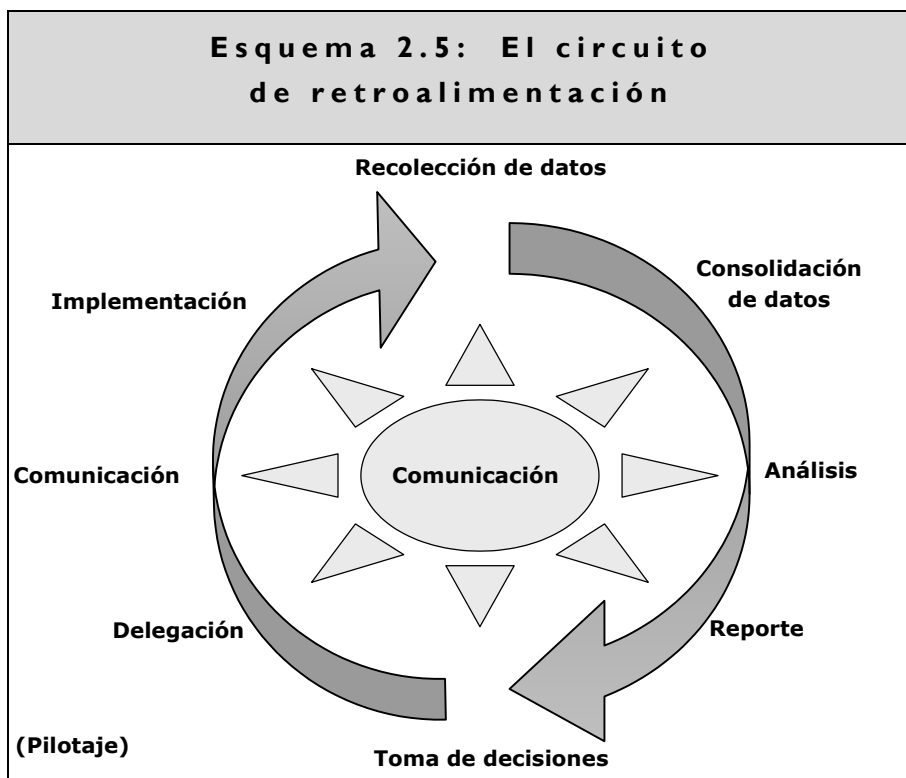 Esquema 2.5: El circuito
de retroalimentación
Recolección de datos
Consolidación
de datos
Implementación
Comunicación
Comunicación
Análisis
Delegación
Reporte
(Pilotaje)
Toma de decisiones